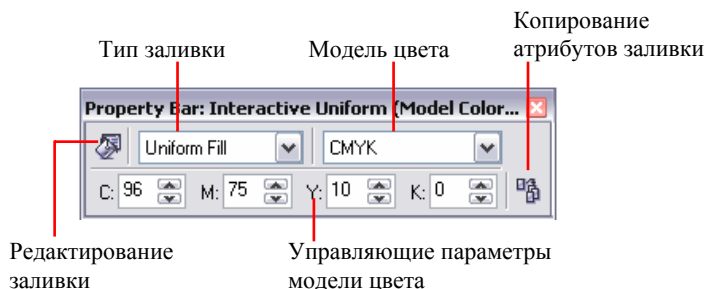 Копирование
атрибутов заливки
Тип заливки
Модель цвета
Property Bar: Interactive Uniform (Model Color...
Uniform Fill
CMYK
C: 96 M: 75 Y: 10 K: 0
Редактирование
заливки
Управляющие параметры
модели цвета